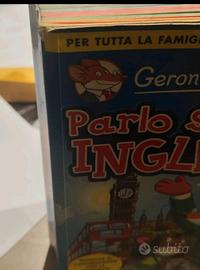 PER TUTTA LA FAMIG
Geron
Parlo s
INGL
subito